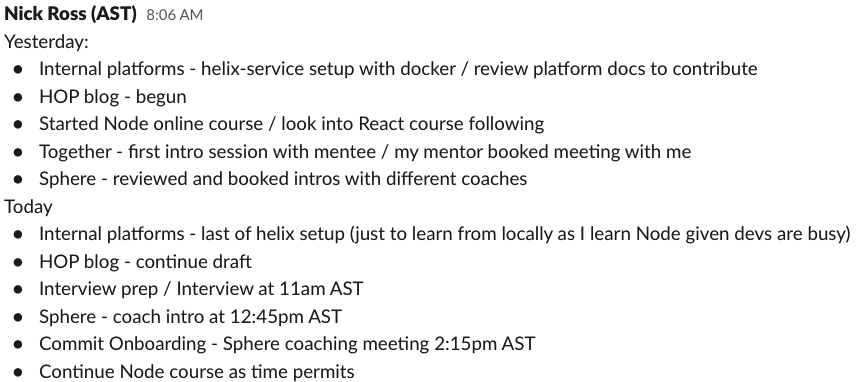 Nick Ross (AST) 8:06 AM
Yesterday:
• Internal platforms - helix-service setup with docker / review platform docs to contribute
• HOP blog - begun
• Started Node online course / look into React course following
• Together - first intro session with mentee / my mentor booked meeting with me
• Sphere - reviewed and booked intros with different coaches
Today
• Internal platforms - last of helix setup (just to learn from locally as I learn Node given devs are busy)
• HOP blog - continue draft
• Interview prep / Interview at 11am AST
• Sphere - coach intro at 12:45pm AST
• Commit Onboarding - Sphere coaching meeting 2:15pm AST
• Continue Node course as time permits